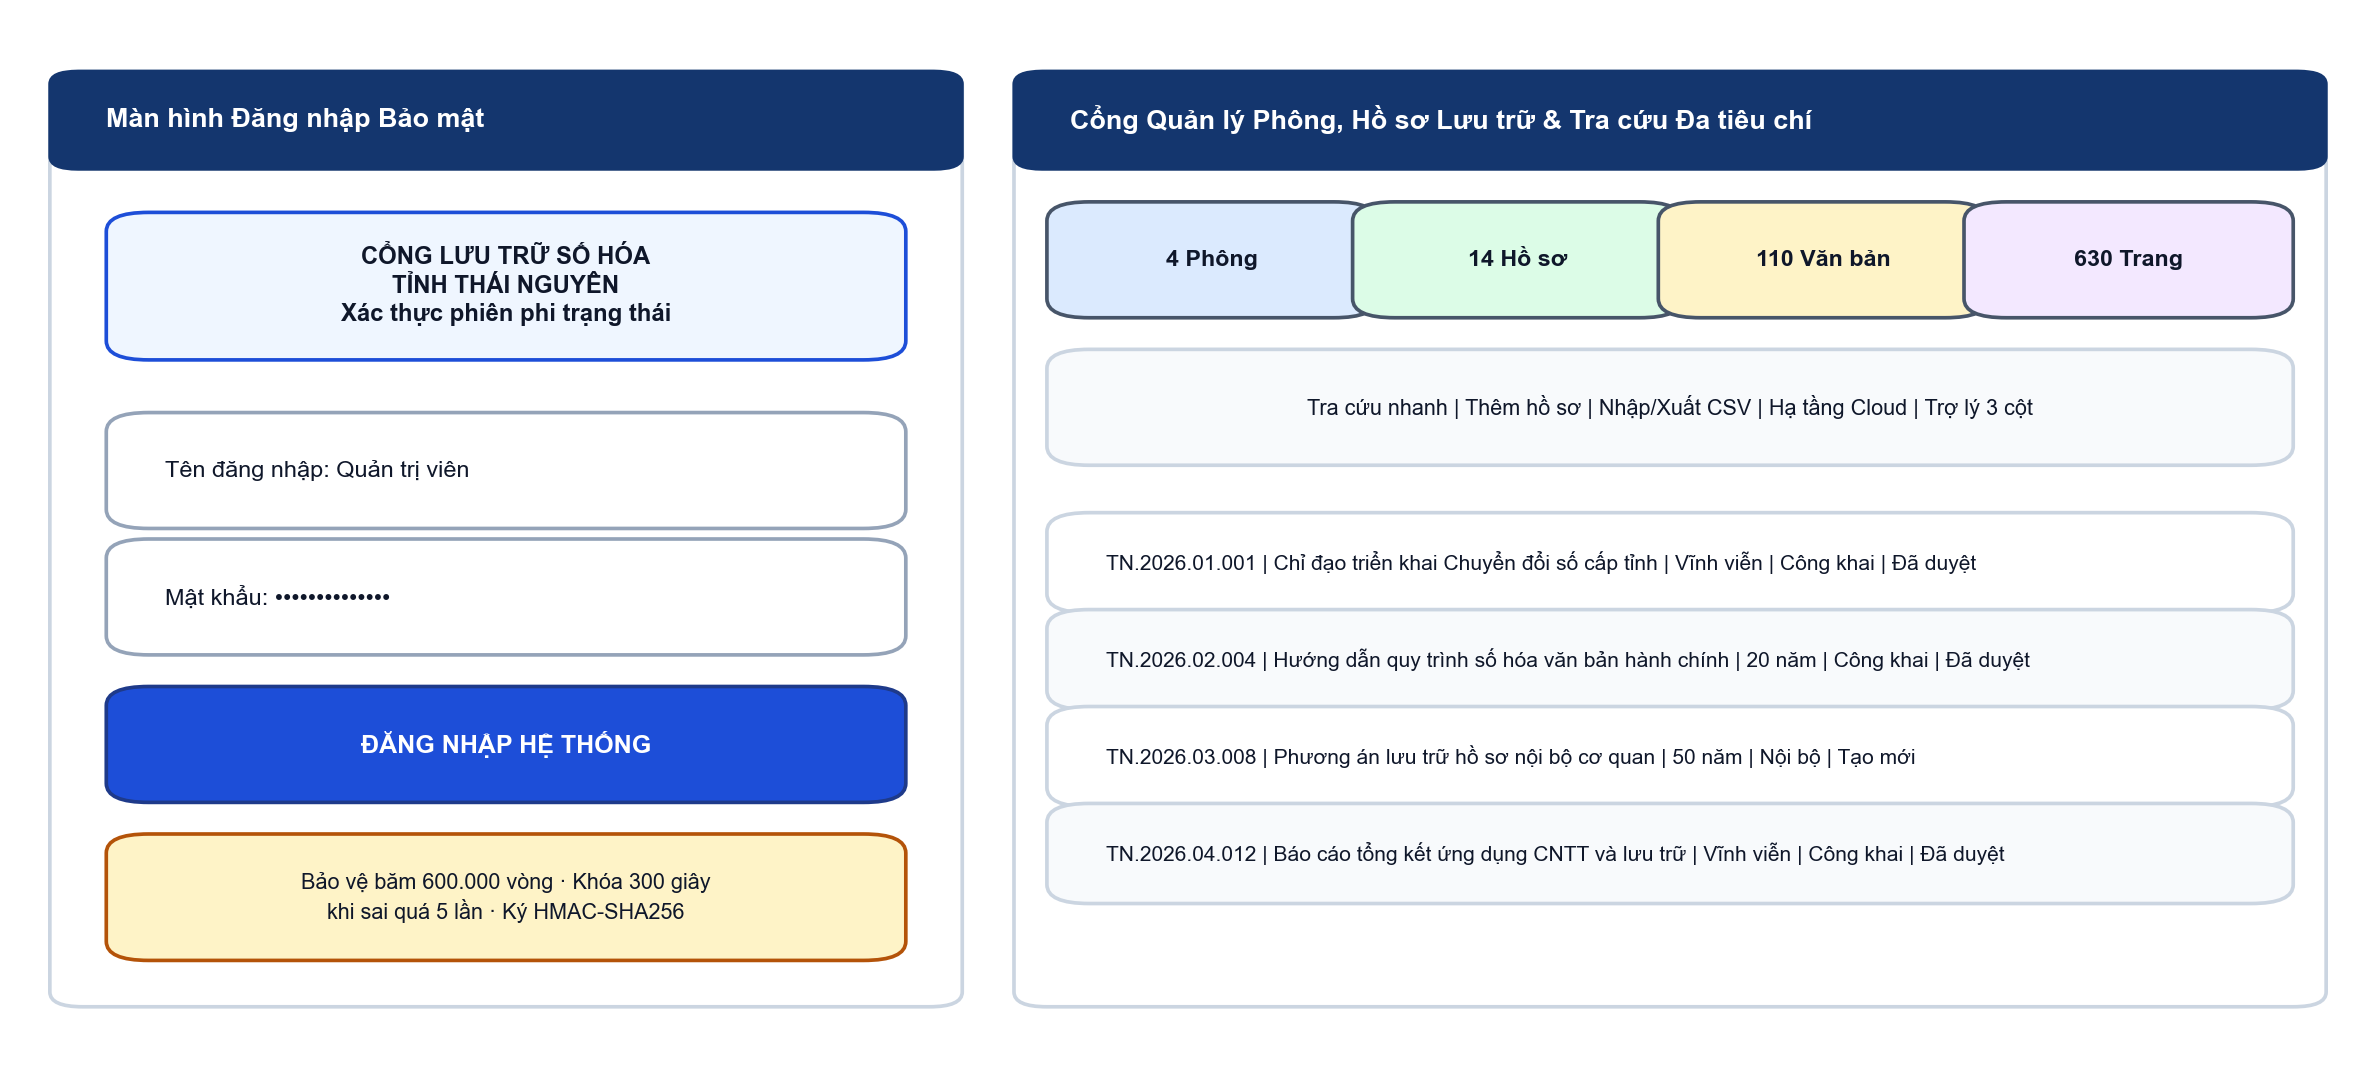 Màn hình Đăng nhập Bảo mật
CỔNG LƯU TRỮ SỐ HÓA
TỈNH THÁI NGUYÊN
Xác thực phiên phi trạng thái
Tên đăng nhập: Quản trị viên
Mật khẩu: ••••••••••••••
ĐĂNG NHẬP HỆ THỐNG
Bảo vệ băm 600.000 vòng · Khóa 300 giây
khi sai quá 5 lần · Ký HMAC-SHA256
Cổng Quản lý Phông, Hồ sơ Lưu trữ & Tra cứu Đa tiêu chí
4 Phông
14 Hồ sơ
110 Văn bản
630 Trang
Tra cứu nhanh | Thêm hồ sơ | Nhập/Xuất CSV | Hạ tầng Cloud | Trợ lý 3 cột
TN.2026.01.001 | Chỉ đạo triển khai Chuyển đổi số cấp tỉnh | Vĩnh viễn | Công khai | Đã duyệt
TN.2026.02.004 | Hướng dẫn quy trình số hóa văn bản hành chính | 20 năm | Công khai | Đã duyệt
TN.2026.03.008 | Phương án lưu trữ hồ sơ nội bộ cơ quan | 50 năm | Nội bộ | Tạo mới
TN.2026.04.012 | Báo cáo tổng kết ứng dụng CNTT và lưu trữ | Vĩnh viễn | Công khai | Đã duyệt